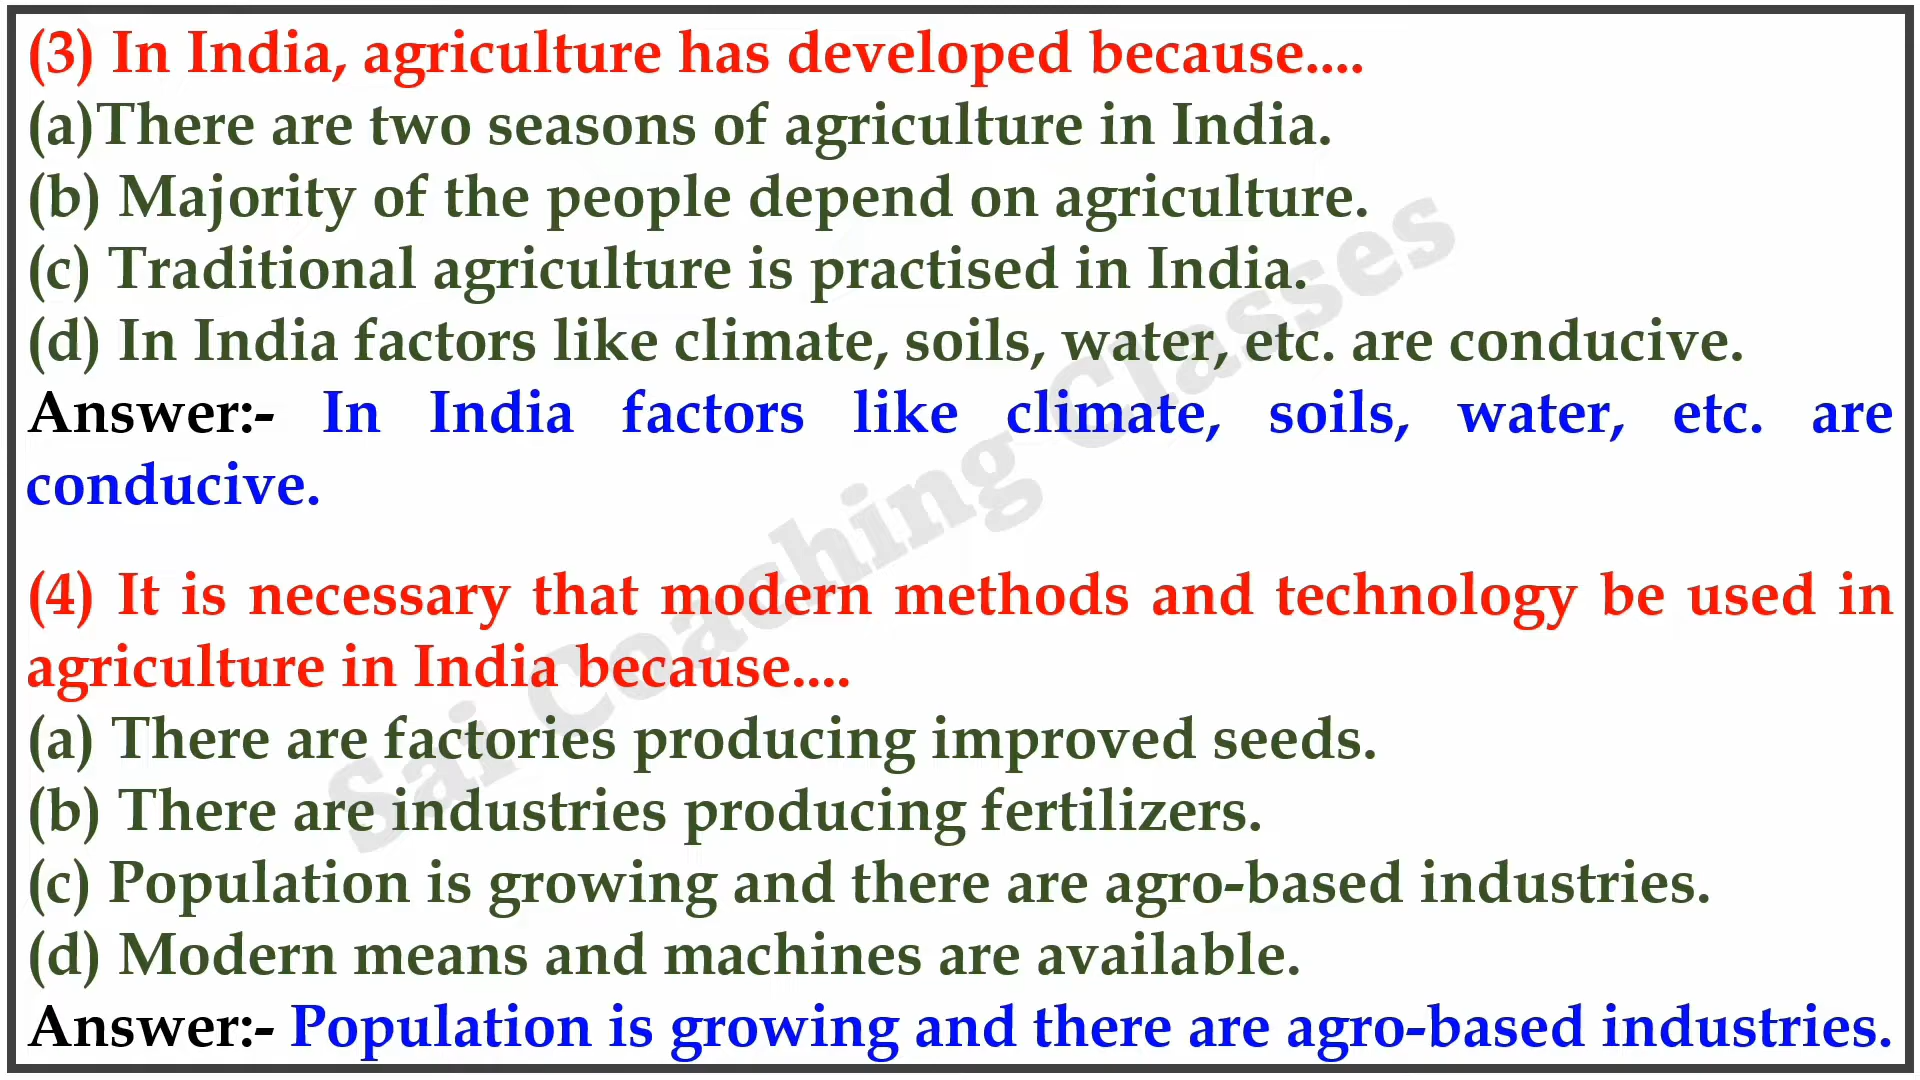 (3) In India, agriculture has developed because....
(a)There are two seasons of agriculture in India.
(b) Majority of the people depend on agriculture.
(c) Traditional agriculture is practised in India.
(d) In India factors like climate, soils, water, etc. are conducive.
Answer:- In India factors like climate, soils, water, etc. are
conducive.
(4) It is necessary that modern methods and technology be used in
agriculture in India because....
(a) There are factories producing improved seeds.
(b) There are industries producing fertilizers.
(c) Population is growing and there are agro-based industries.
(d) Modern means and machines are available.
Answer:- Population is growing and there are agro-based industries.
Sai Coaching Classes